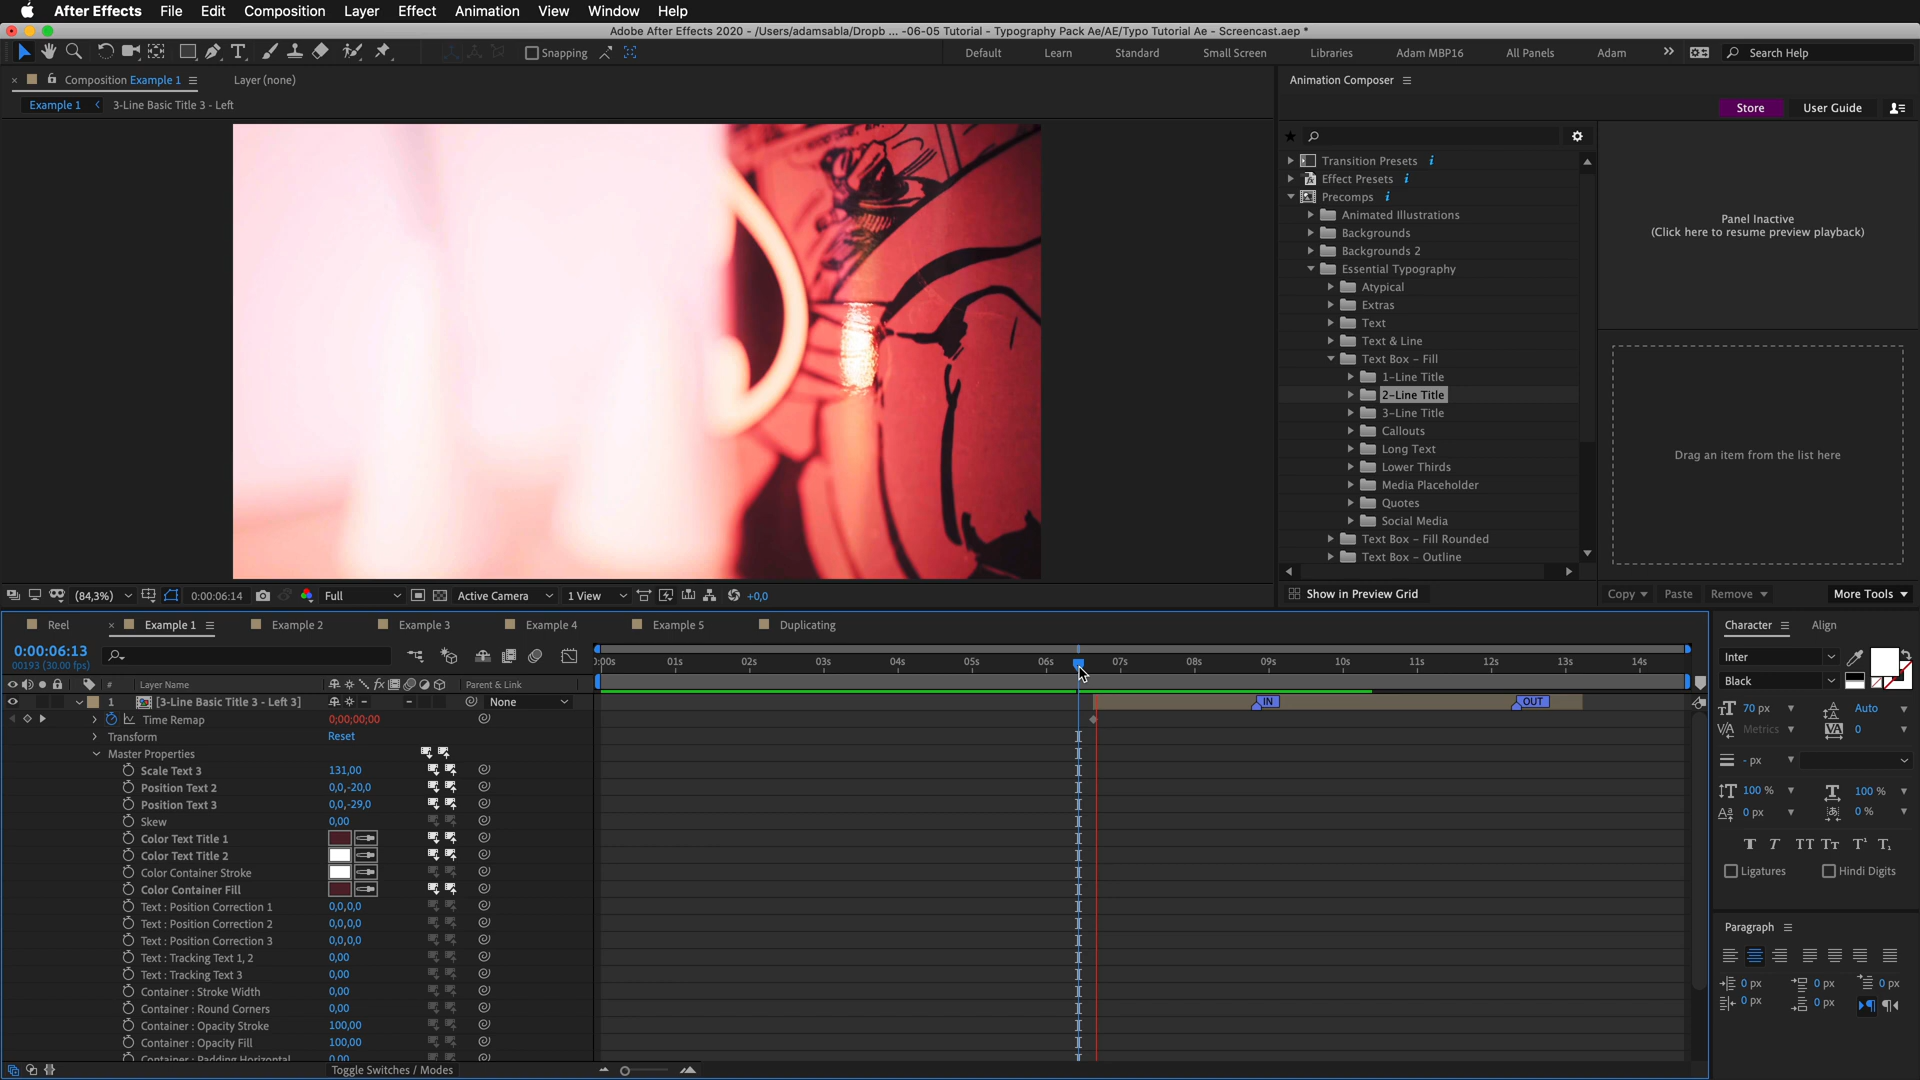 After Effects File Edit Composition Layer Effect Animation View Window Help
Adobe After Effects 2020 - /Users/adamsabla/Dropb ... -06-05 Tutorial - Typography Pack Ae/AE/Typo Tutorial Ae - Screencast.aep *
Snapping Default Learn Standard Small Screen Libraries Adam MBP16 All Panels Adam Search Help
Composition Example 1 Layer (none)
Example 1 3-Line Basic Title 3 - Left
Animation Composer
Store User Guide
Transition Presets i
Effect Presets i
Precomps i
Animated Illustrations
Backgrounds
Backgrounds 2
Essential Typography
Atypical
Extras
Text
Text & Line
Text Box - Fill
1-Line Title
2-Line Title
3-Line Title
Callouts
Long Text
Lower Thirds
Media Placeholder
Quotes
Social Media
Text Box - Fill Rounded
Text Box - Outline
Panel Inactive
(Click here to resume preview playback)
Drag an item from the list here
(84,3%) 0:00:06:14 Full Active Camera 1 View +0,0
Show in Preview Grid Copy Paste Remove More Tools
Reel Example 1 Example 2 Example 3 Example 4 Example 5 Duplicating
0:00:06:13
00193 (30.00 fps)
0:00s 01s 02s 03s 04s 05s 06s 07s 08s 09s 10s 11s 12s 13s 14s
# Layer Name Parent & Link
1 [3-Line Basic Title 3 - Left 3] None IN OUT
Time Remap 0;00;00;00
Transform Reset
Master Properties
Scale Text 3 131,00
Position Text 2 0,0,-20,0
Position Text 3 0,0,-29,0
Skew 0,00
Color Text Title 1
Color Text Title 2
Color Container Stroke
Color Container Fill
Text : Position Correction 1 0,0,0,0
Text : Position Correction 2 0,0,0,0
Text : Position Correction 3 0,0,0,0
Text : Tracking Text 1, 2 0,00
Text : Tracking Text 3 0,00
Container : Stroke Width 0,00
Container : Round Corners 0,00
Container : Opacity Stroke 100,00
Container : Opacity Fill 100,00
Container : Padding Horizontal 0,00
Toggle Switches / Modes
Character Align
Inter
Black
70 px Auto
Metrics 0
- px
100 % 100 %
0 px 0 %
T T TT Tt T¹ T₁
Ligatures Hindi Digits
Paragraph
0 px 0 px 0 px
0 px 0 px